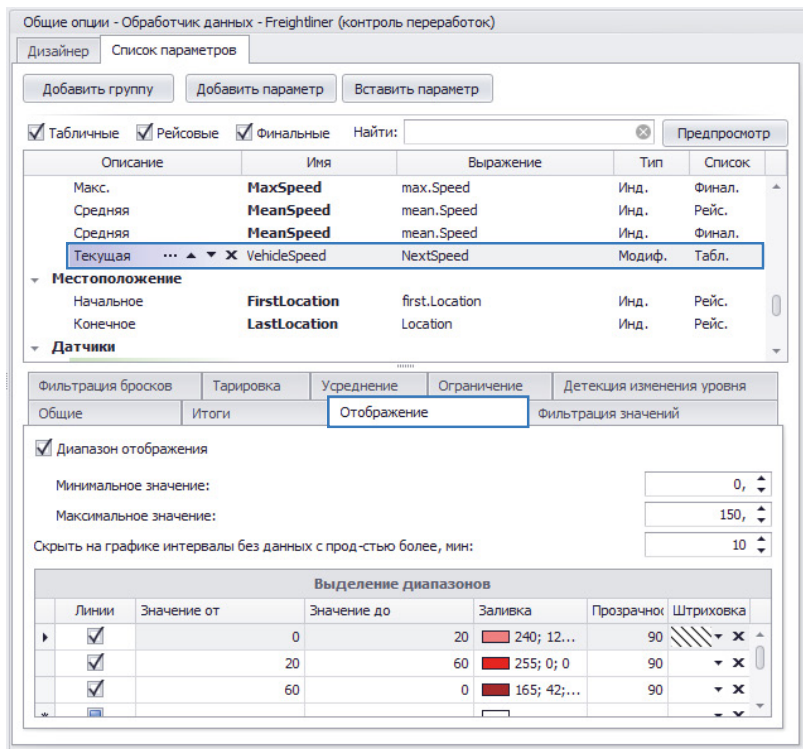 Общие опции - Обработчик данных - Freightliner (контроль переработок)
Дизайнер Список параметров
Добавить группу Добавить параметр Вставить параметр
Табличные Рейсовые Финальные Найти: Предпросмотр
Описание Имя Выражение Тип Список
Макс. MaxSpeed max.Speed Инд. Финал.
Средняя MeanSpeed mean.Speed Инд. Рейс.
Средняя MeanSpeed mean.Speed Инд. Финал.
Текущая ... VehicleSpeed NextSpeed Модиф. Табл.
Местоположение
Начальное FirstLocation first.Location Инд. Рейс.
Конечное LastLocation Location Инд. Рейс.
Датчики
Фильтрация бросков Тарировка Усреднение Ограничение Детекция изменения уровня
Общие Итоги Отображение Фильтрация значений
Диапазон отображения
Минимальное значение: 0,
Максимальное значение: 150,
Скрыть на графике интервалы без данных с прод-стью более, мин: 10
Выделение диапазонов
Линии Значение от Значение до Заливка Прозрачнос Штриховка
0 20 240; 12... 90
20 60 255; 0; 0 90
60 0 165; 42;... 90